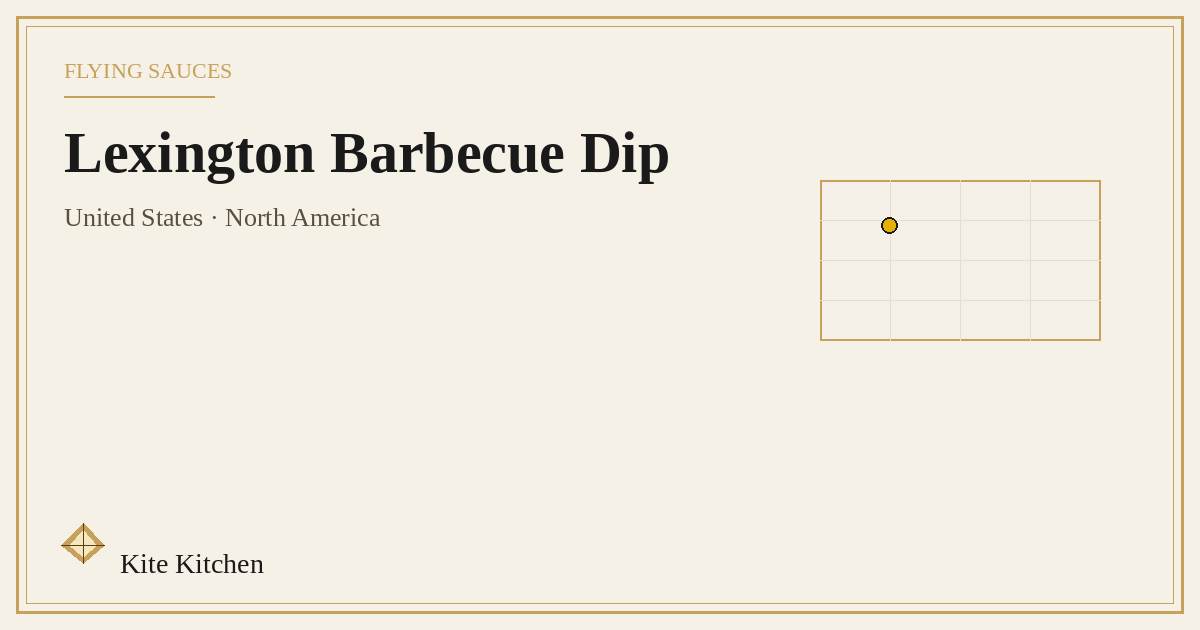 FLYING SAUCES
Lexington Barbecue Dip
United States · North America
Kite Kitchen